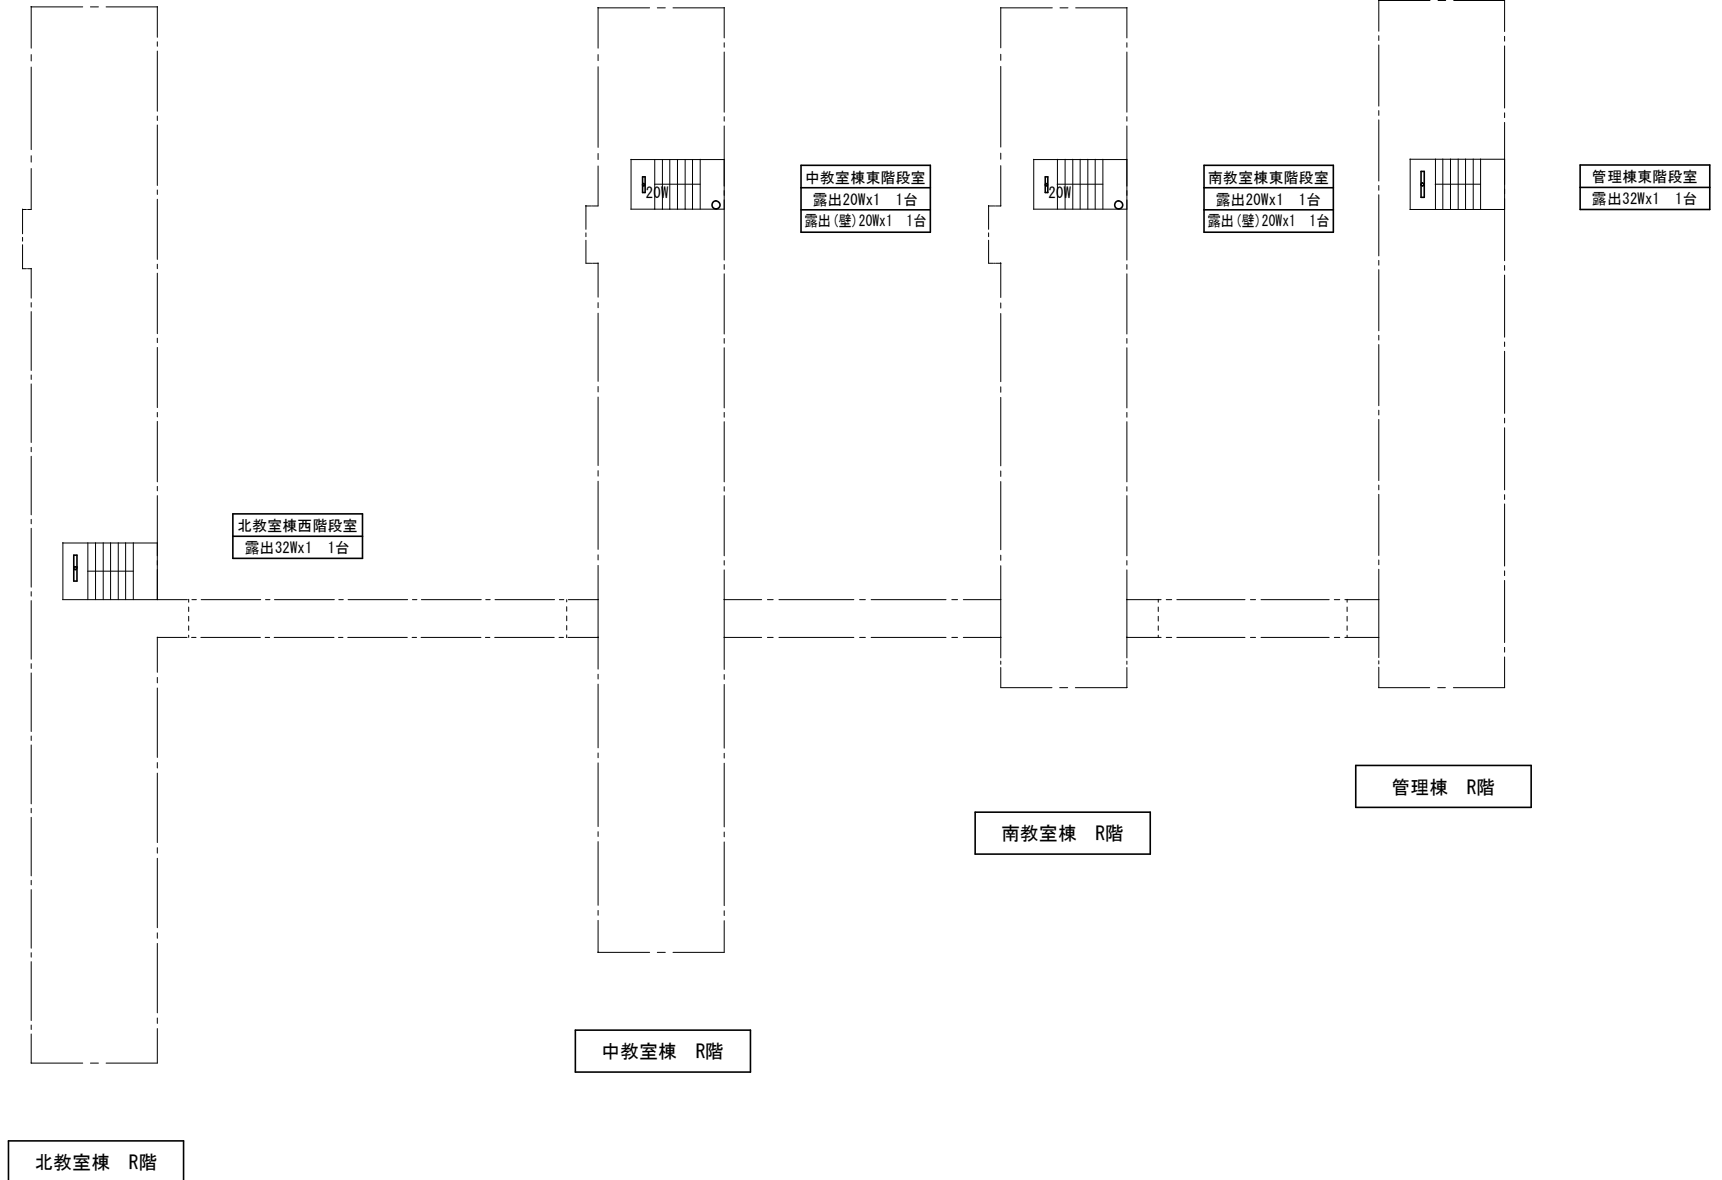 20W
中教室棟東階段室
露出20Wx1　1台
露出(壁)20Wx1　1台
20W
南教室棟東階段室
露出20Wx1　1台
露出(壁)20Wx1　1台
管理棟東階段室
露出32Wx1　1台
北教室棟西階段室
露出32Wx1　1台
管理棟　R階
南教室棟　R階
中教室棟　R階
北教室棟　R階